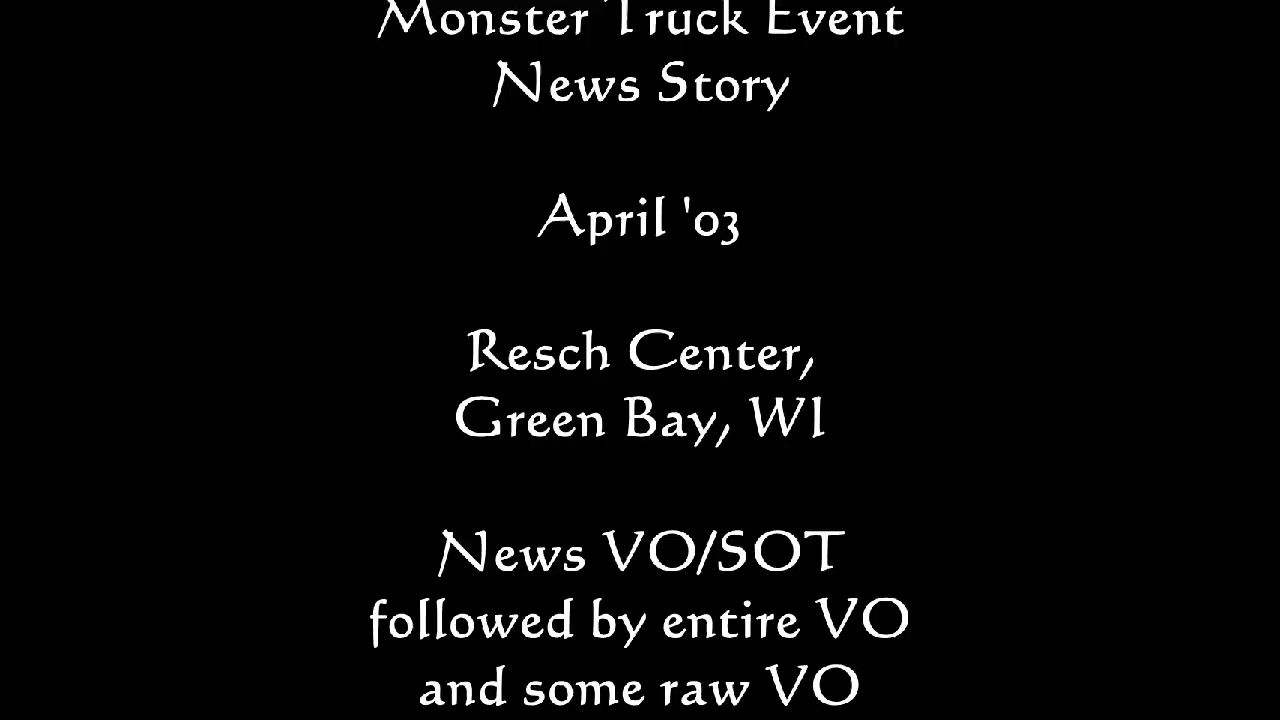 Monster Truck Event
News Story
April '03
Resch Center,
Green Bay, WI
News VO/SOT
followed by entire VO
and some raw VO